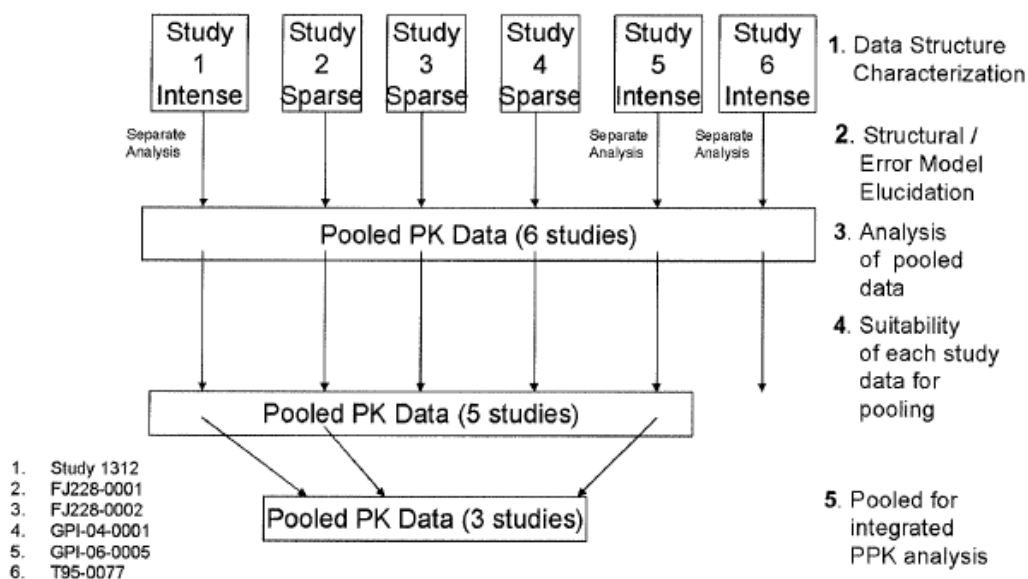 Study
1
Intense
Study
2
Sparse
Study
3
Sparse
Study
4
Sparse
Study
5
Intense
Study
6
Intense
1. Data Structure
Characterization
Separate
Analysis
Separate
Analysis
Separate
Analysis
2. Structural /
Error Model
Elucidation
Pooled PK Data (6 studies)
3. Analysis
of pooled
data
4. Suitability
of each study
data for
pooling
Pooled PK Data (5 studies)
Pooled PK Data (3 studies)
5. Pooled for
integrated
PPK analysis
1. Study 1312
2. FJ228-0001
3. FJ228-0002
4. GPI-04-0001
5. GPI-06-0005
6. T95-0077